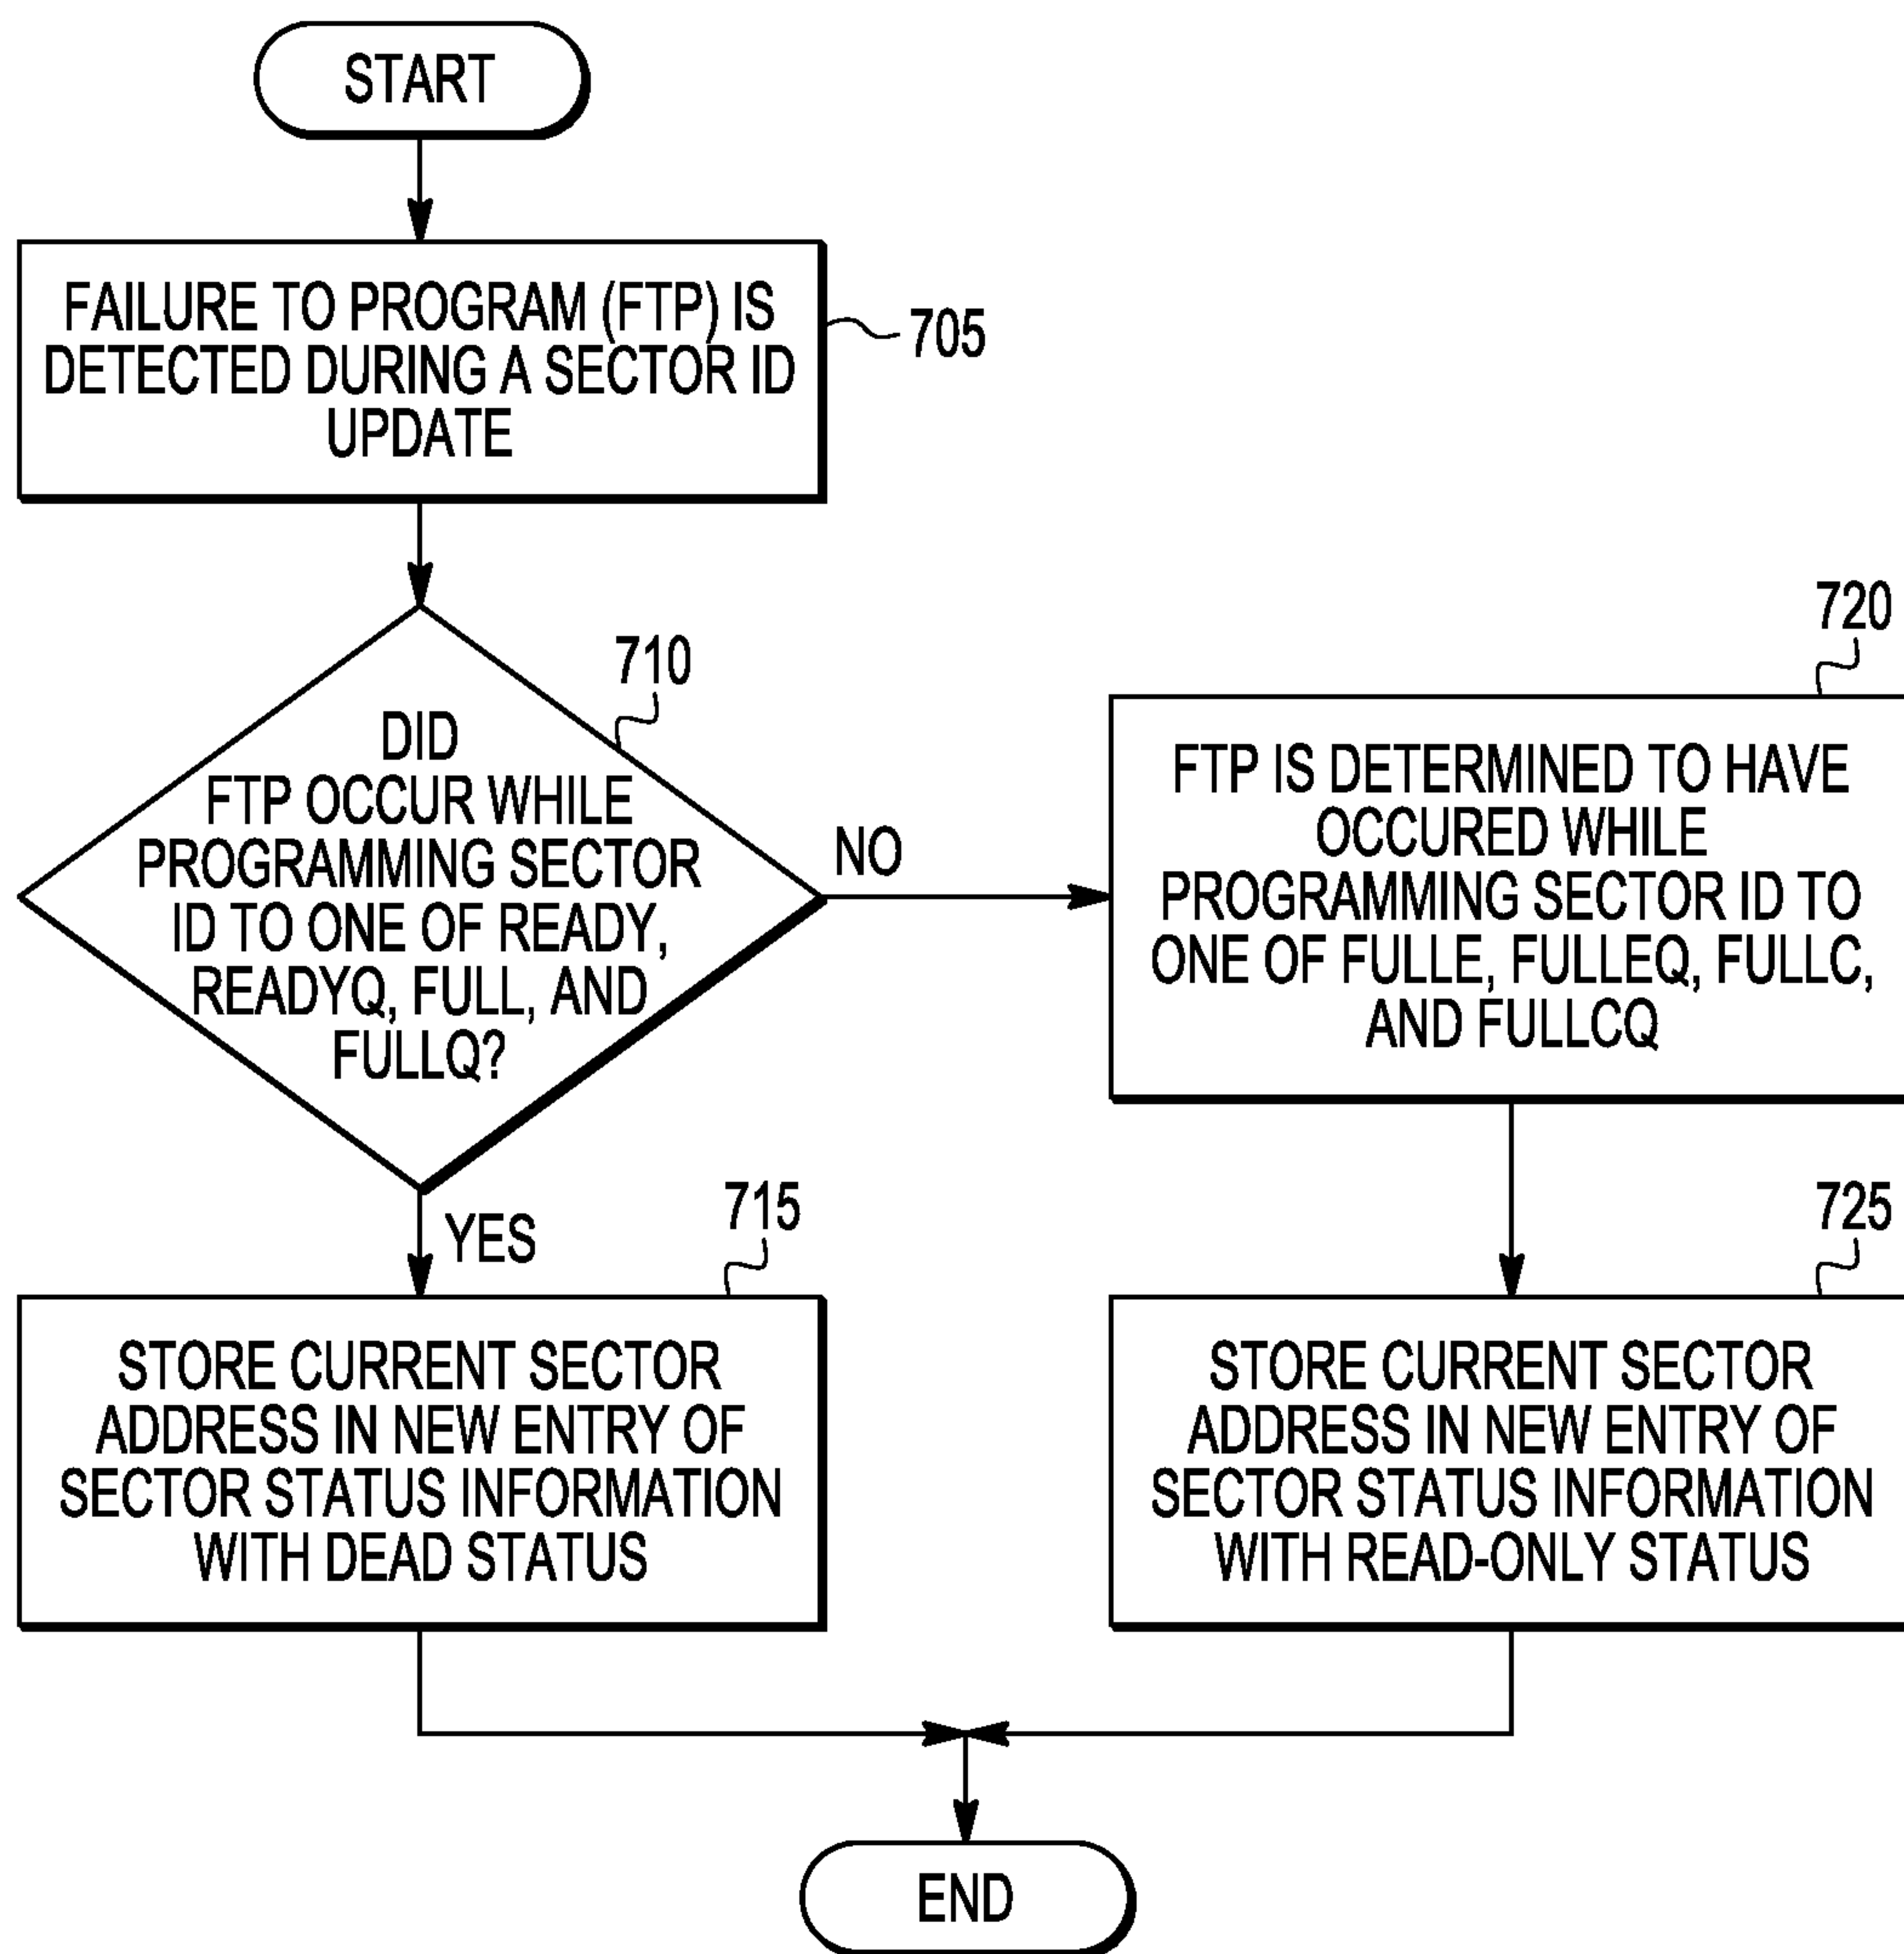 START
FAILURE TO PROGRAM (FTP) IS
DETECTED DURING A SECTOR ID
UPDATE
705
710
DID
FTP OCCUR WHILE
PROGRAMMING SECTOR
ID TO ONE OF READY,
READYQ, FULL, AND
FULLQ?
NO
720
FTP IS DETERMINED TO HAVE
OCCURED WHILE
PROGRAMMING SECTOR ID TO
ONE OF FULLE, FULLEQ, FULLC,
AND FULLCQ
YES
715
STORE CURRENT SECTOR
ADDRESS IN NEW ENTRY OF
SECTOR STATUS INFORMATION
WITH DEAD STATUS
725
STORE CURRENT SECTOR
ADDRESS IN NEW ENTRY OF
SECTOR STATUS INFORMATION
WITH READ-ONLY STATUS
END